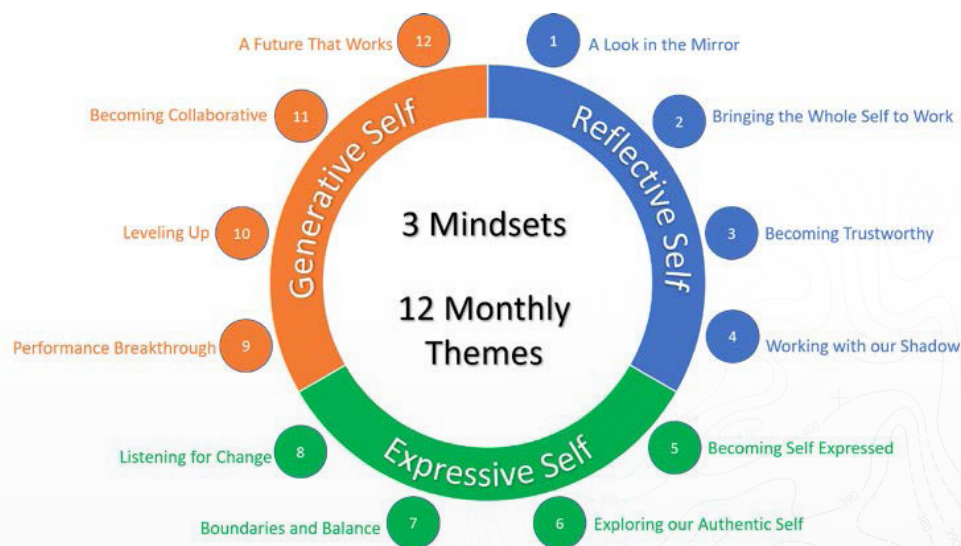 3 Mindsets
12 Monthly
Themes
Reflective Self
1
A Look in the Mirror
2
Bringing the Whole Self to Work
3
Becoming Trustworthy
4
Working with our Shadow
Expressive Self
5
Becoming Self Expressed
6
Exploring our Authentic Self
7
Boundaries and Balance
8
Listening for Change
Generative Self
9
Performance Breakthrough
10
Leveling Up
11
Becoming Collaborative
12
A Future That Works